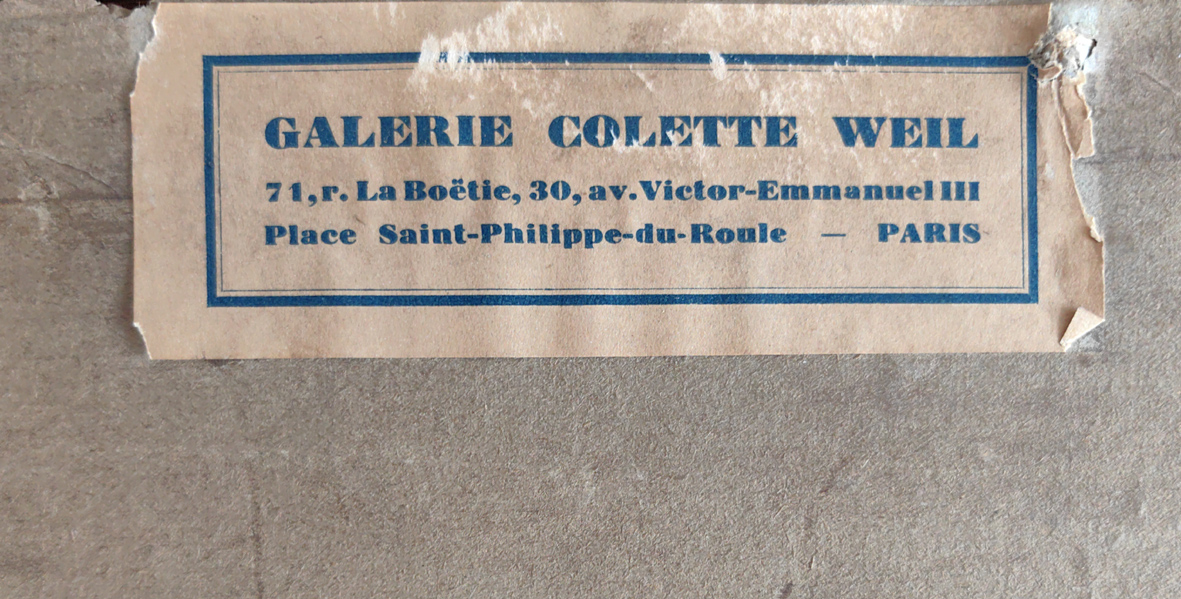 GALERIE COLETTE WEIL
71, r. La Boëtie, 30, av. Victor-Emmanuel III
Place Saint-Philippe-du-Roule — PARIS